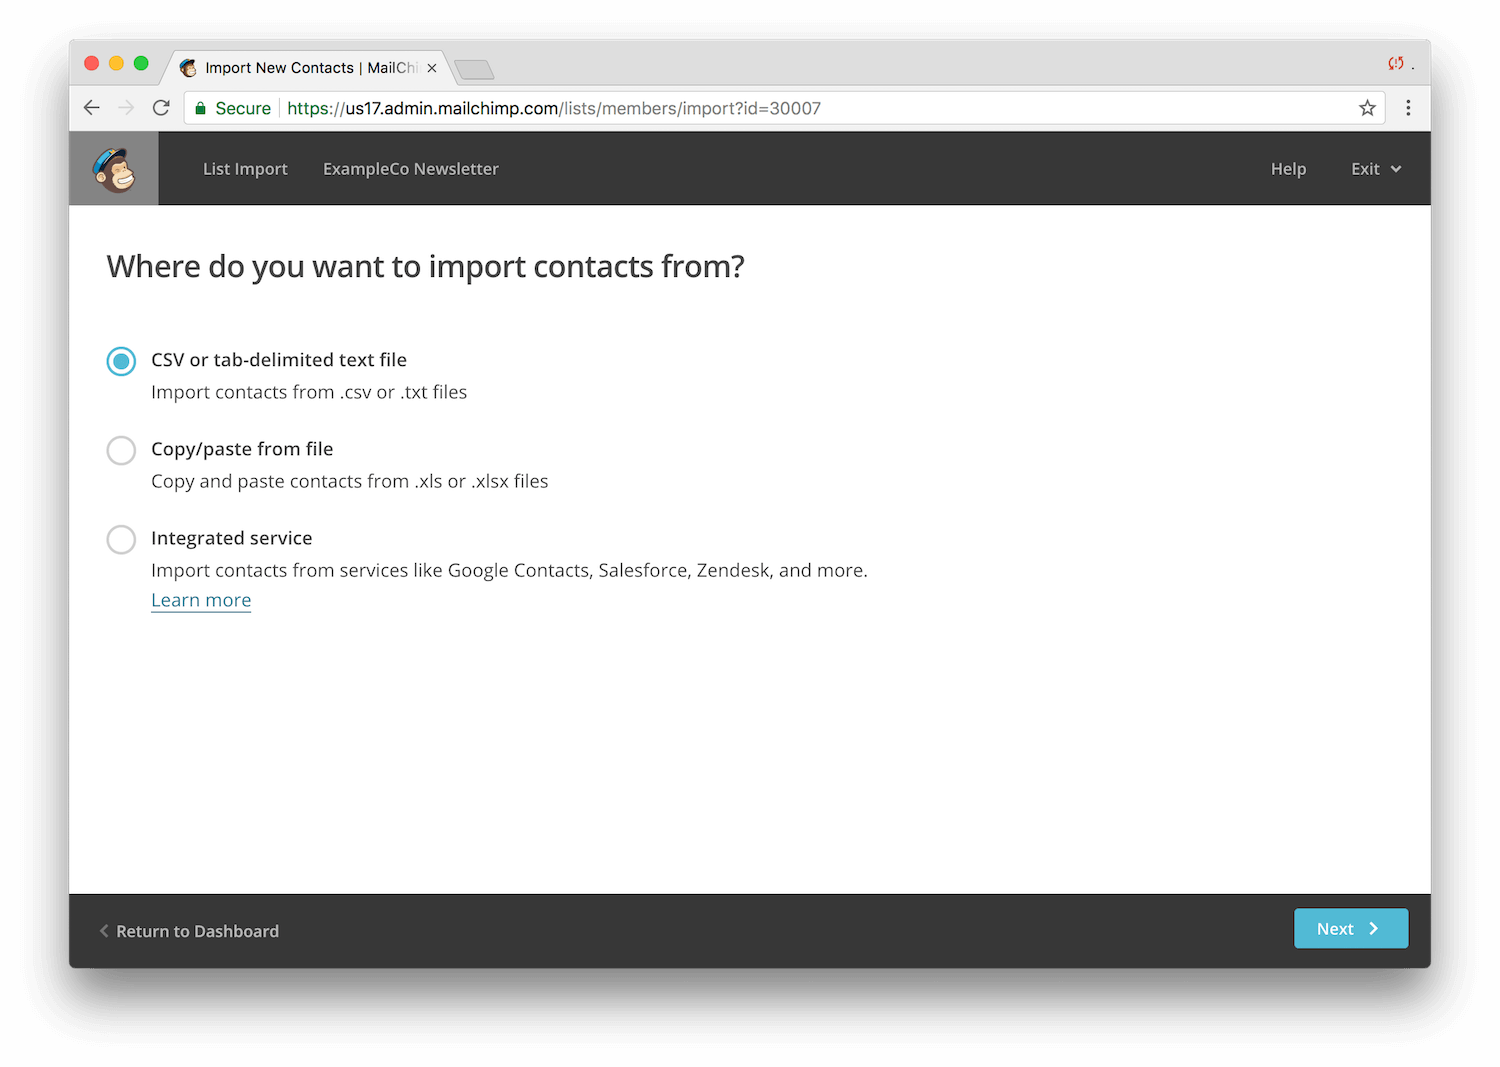 Import New Contacts | MailChi
Secure https://us17.admin.mailchimp.com/lists/members/import?id=30007
List Import ExampleCo Newsletter Help Exit
Where do you want to import contacts from?
CSV or tab-delimited text file
Import contacts from .csv or .txt files
Copy/paste from file
Copy and paste contacts from .xls or .xlsx files
Integrated service
Import contacts from services like Google Contacts, Salesforce, Zendesk, and more.
Learn more
Return to Dashboard Next